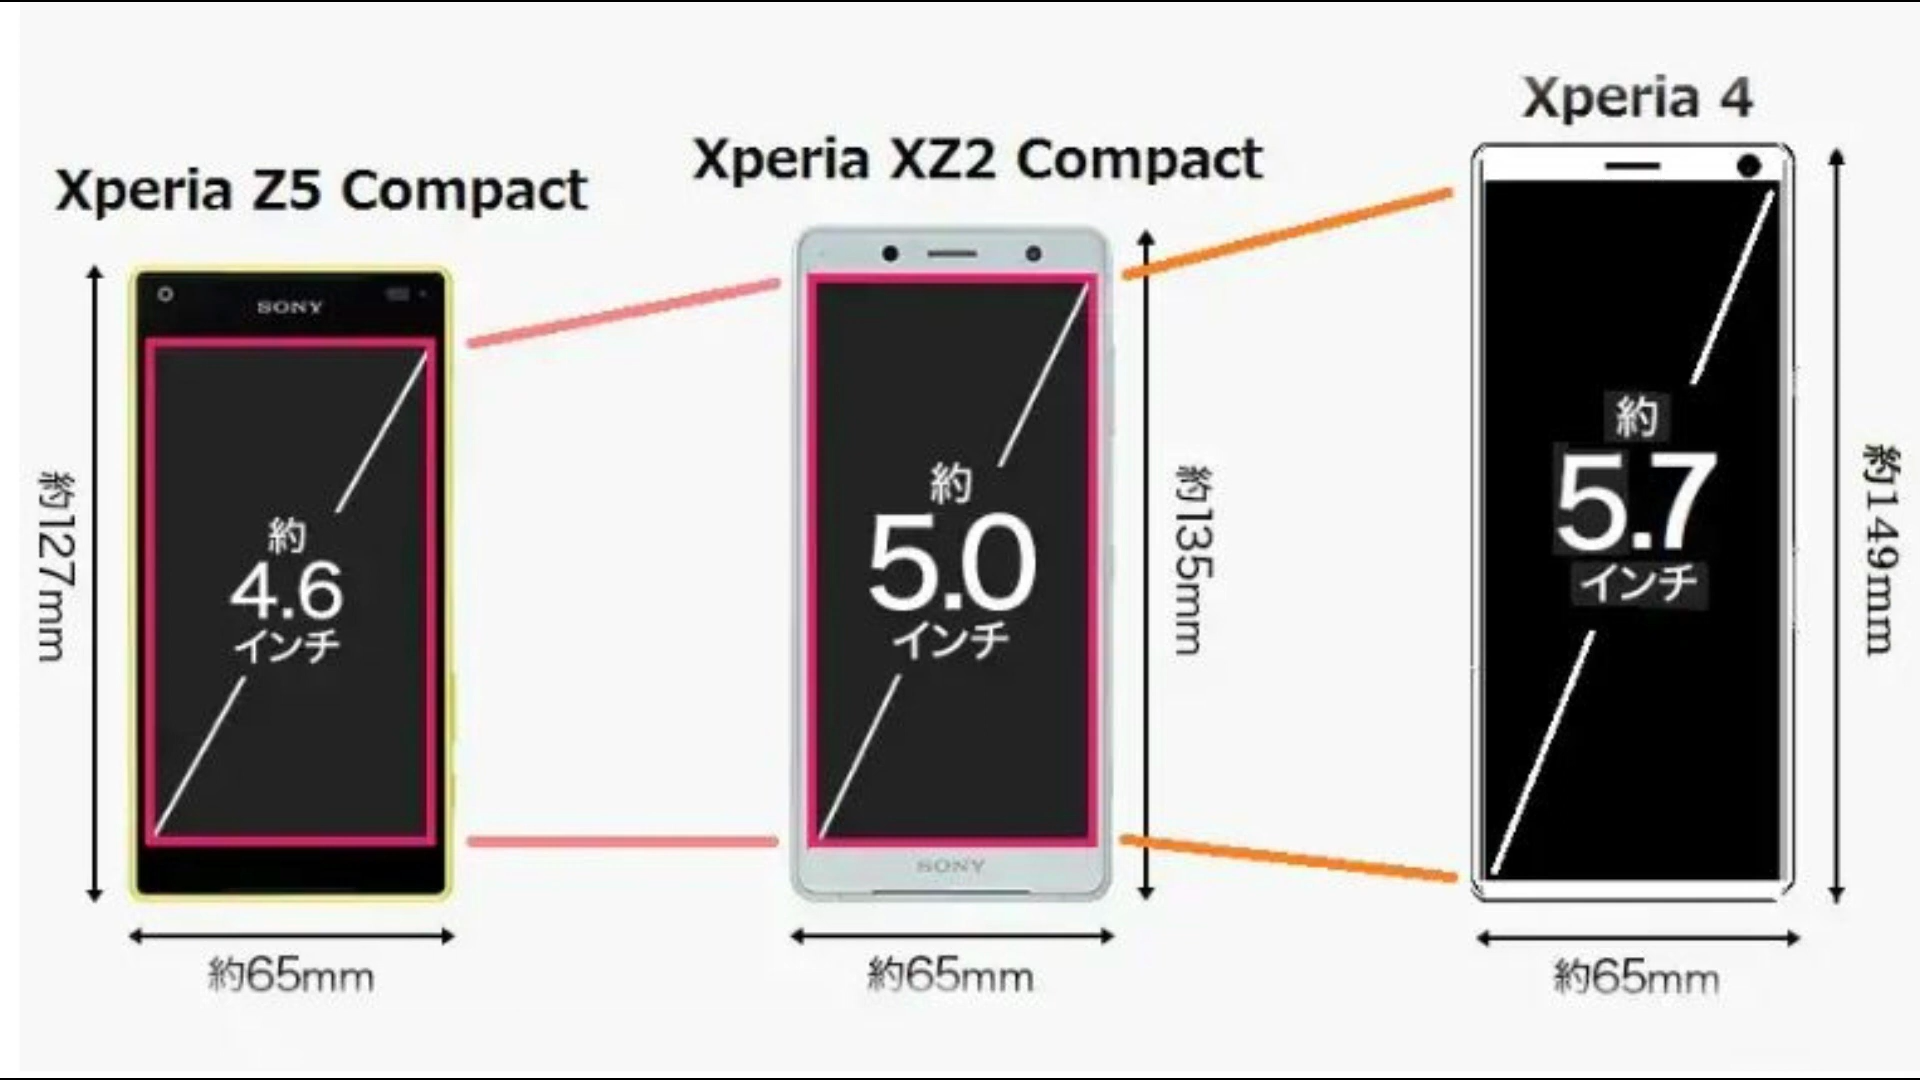 Xperia Z5 Compact
SONY
約
4.6
インチ
約127mm
約65mm
Xperia XZ2 Compact
約
5.0
インチ
SONY
約135mm
約65mm
Xperia 4
約
5.7
インチ
約149mm
約65mm